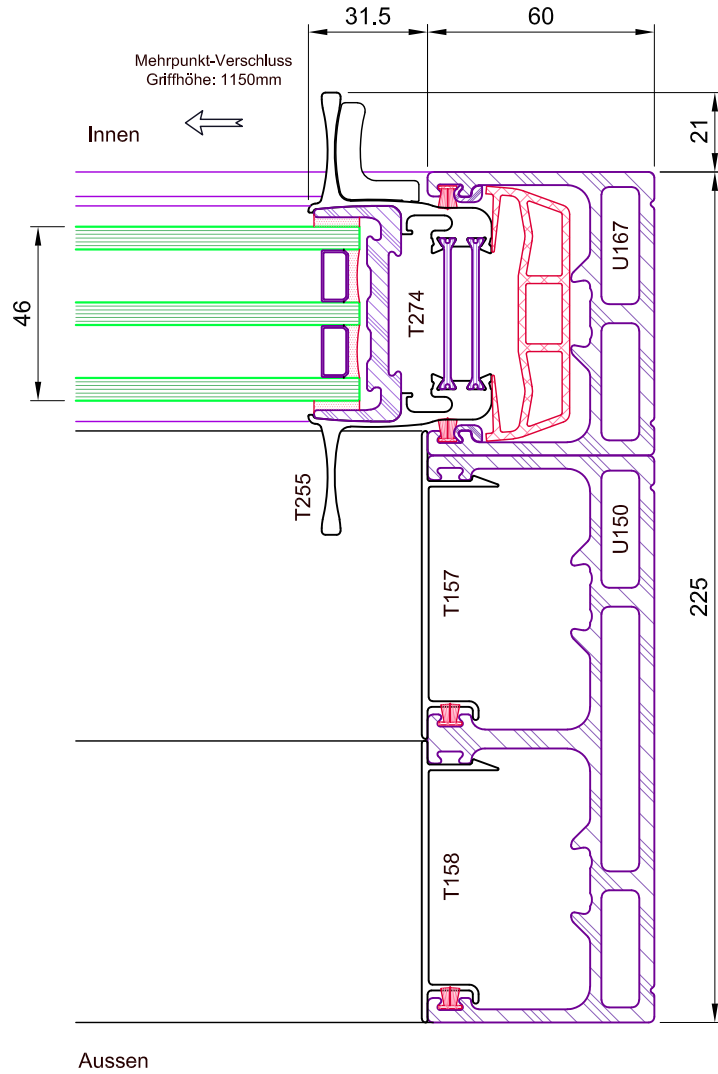 31.5
60
Mehrpunkt-Verschluss
Griffhöhe: 1150mm
21
Innen
U167
46
T274
T255
U150
T157
225
T158
Aussen